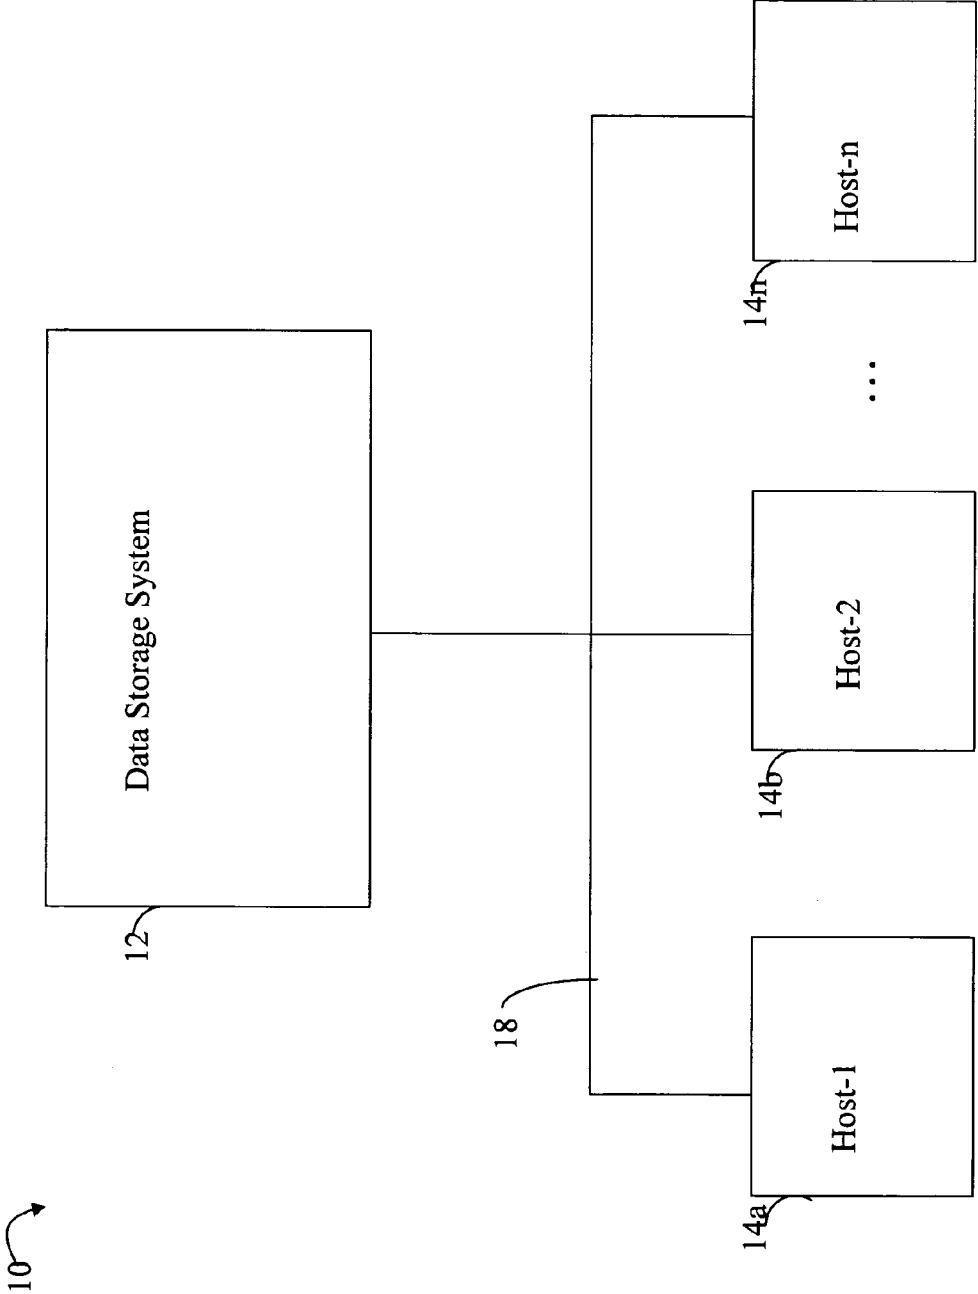 10
12
Data Storage System
18
14a
Host-1
14b
Host-2
...
14n
Host-n